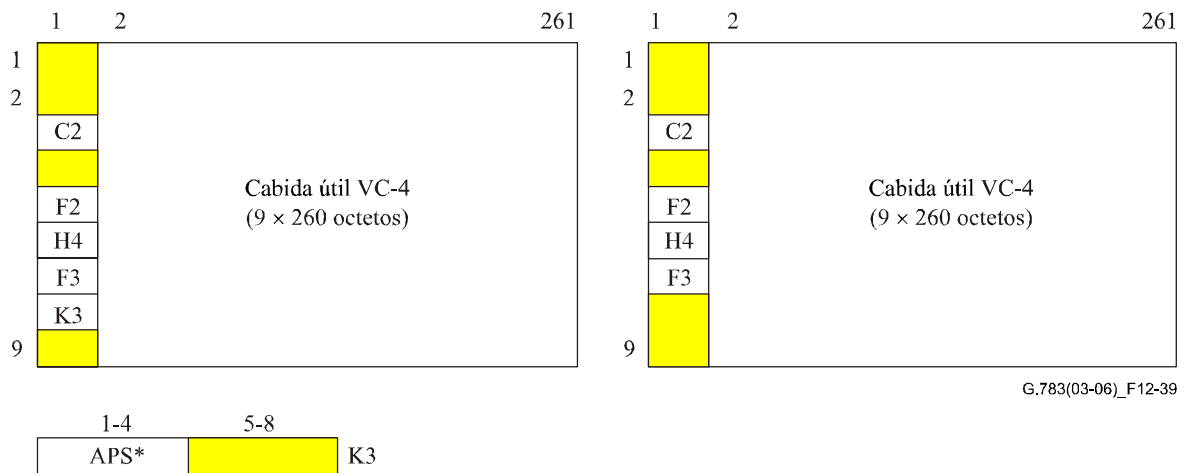 1 2 261
1
2
C2
F2
H4
F3
K3
9
Cabida útil VC-4
(9 × 260 octetos)
1 2 261
1
2
C2
F2
H4
F3
9
Cabida útil VC-4
(9 × 260 octetos)
G.783(03-06)_F12-39
1-4 5-8
APS* K3